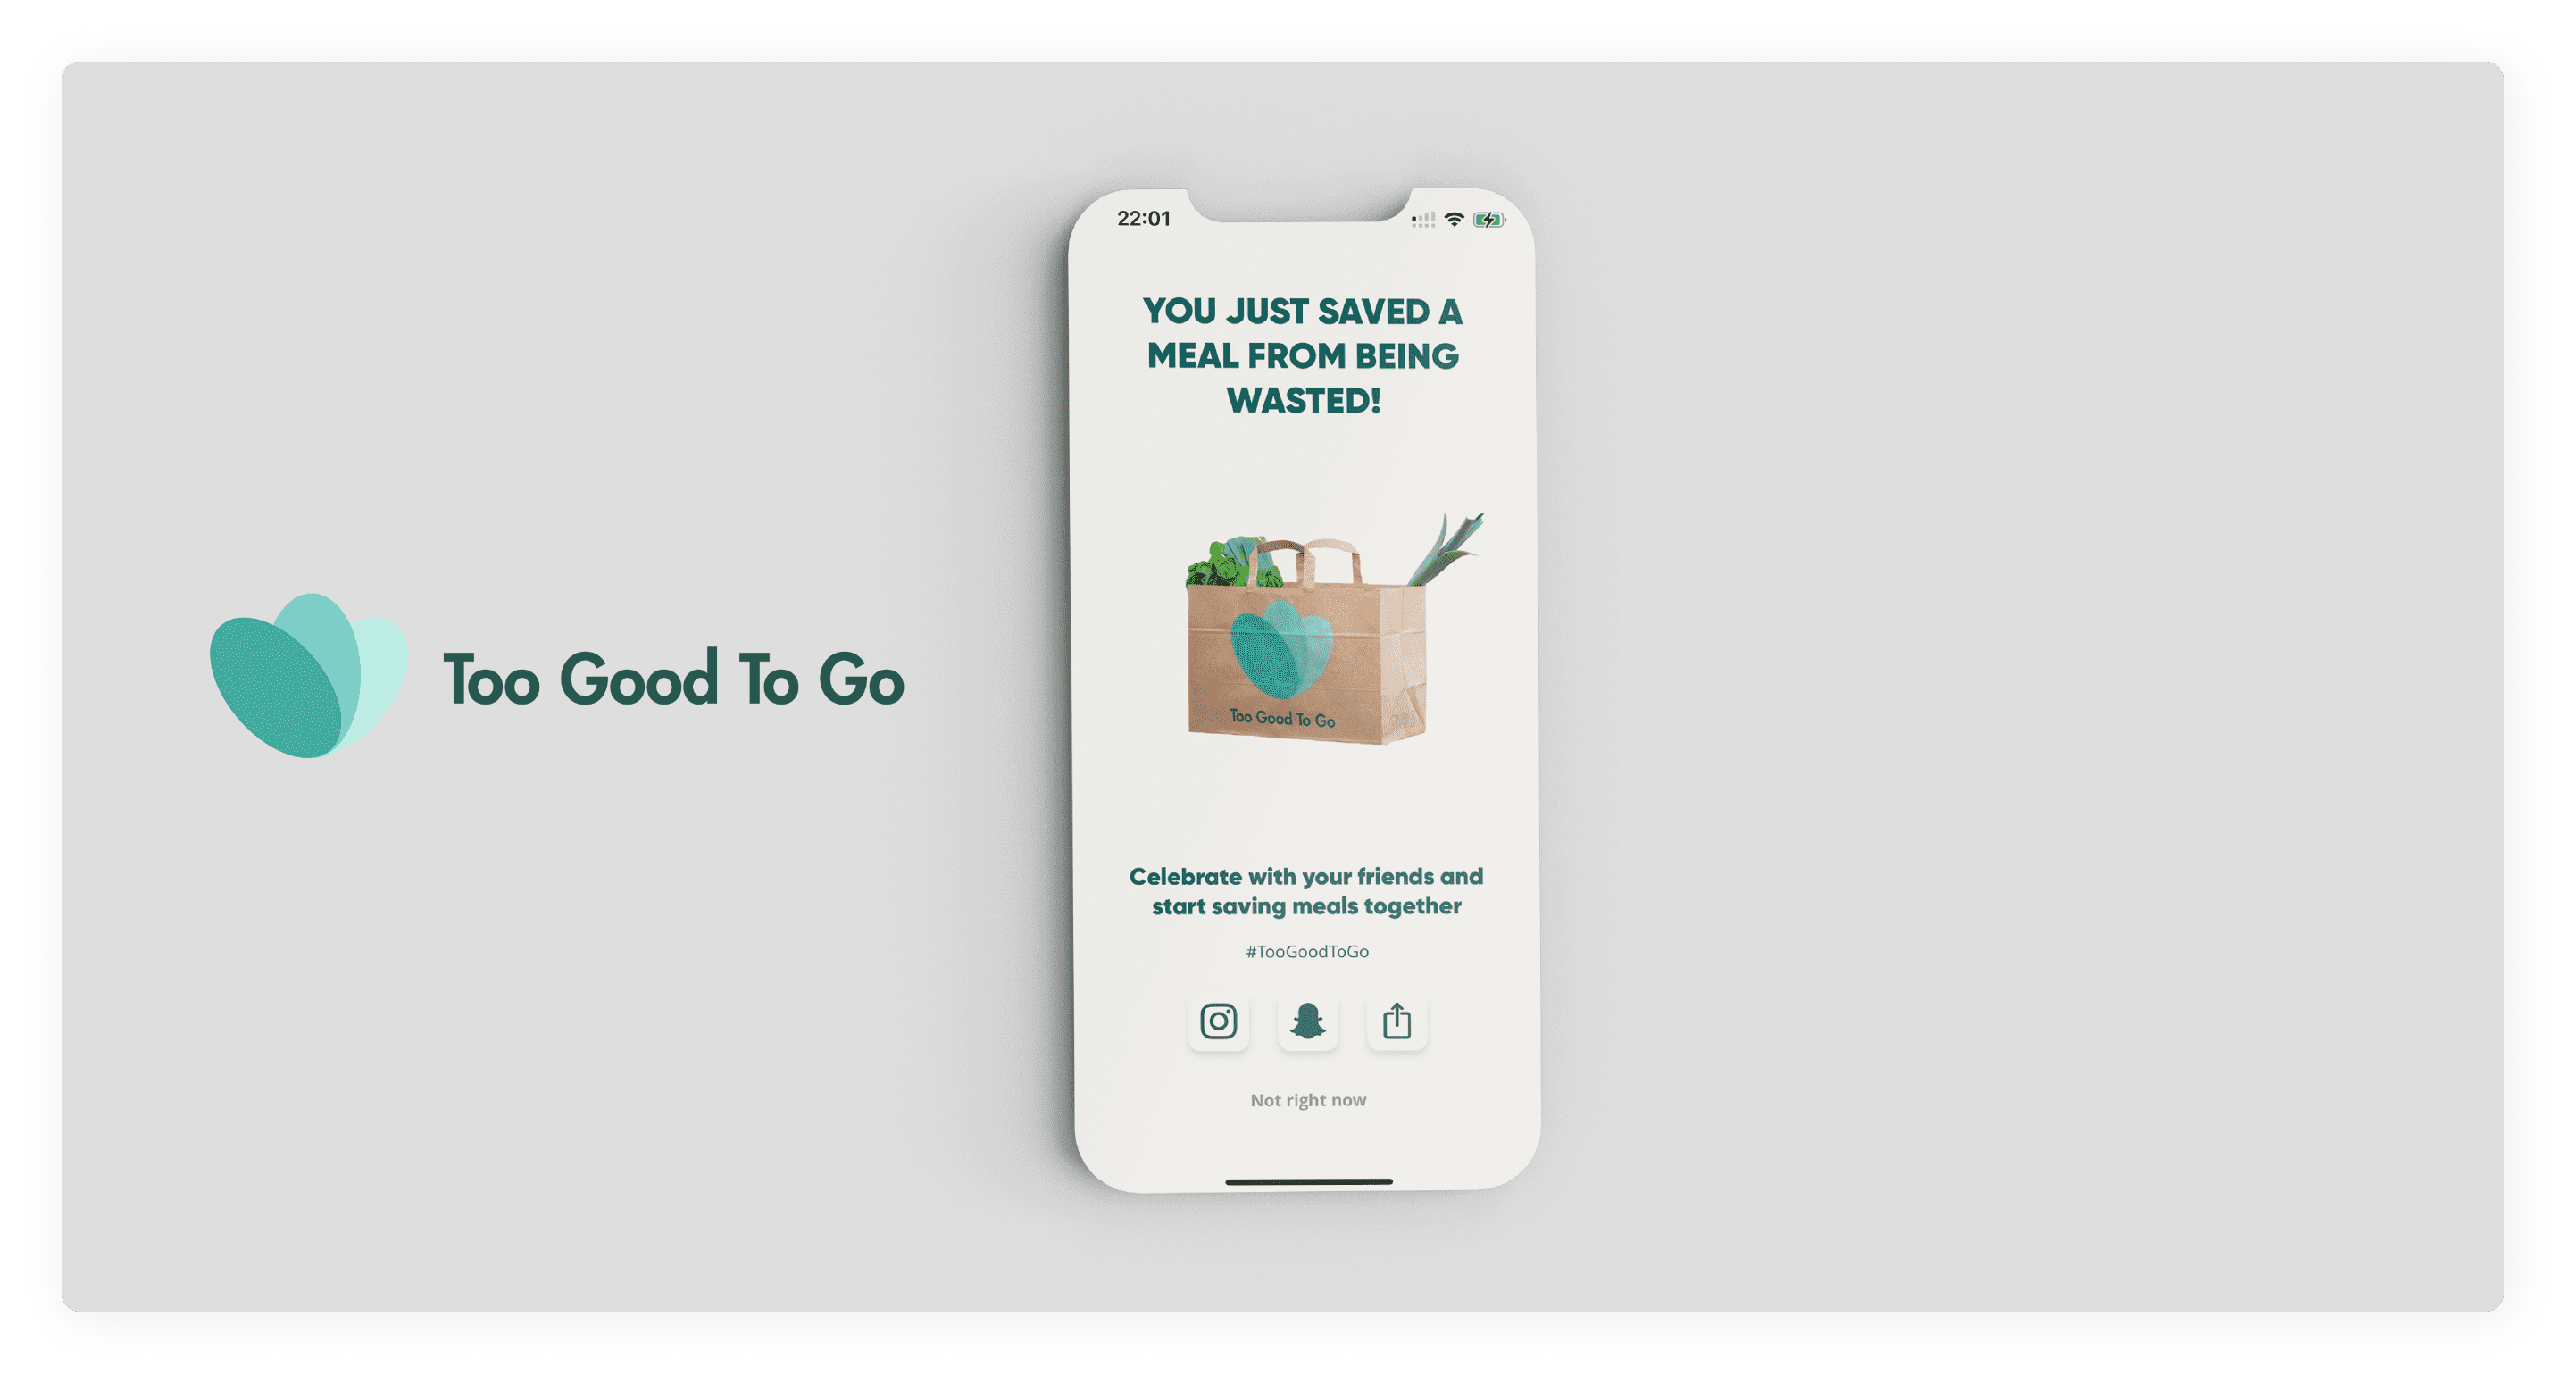 Too Good To Go
22:01
YOU JUST SAVED A
MEAL FROM BEING
WASTED!
Too Good To Go
Celebrate with your friends and
start saving meals together
#TooGoodToGo
Not right now